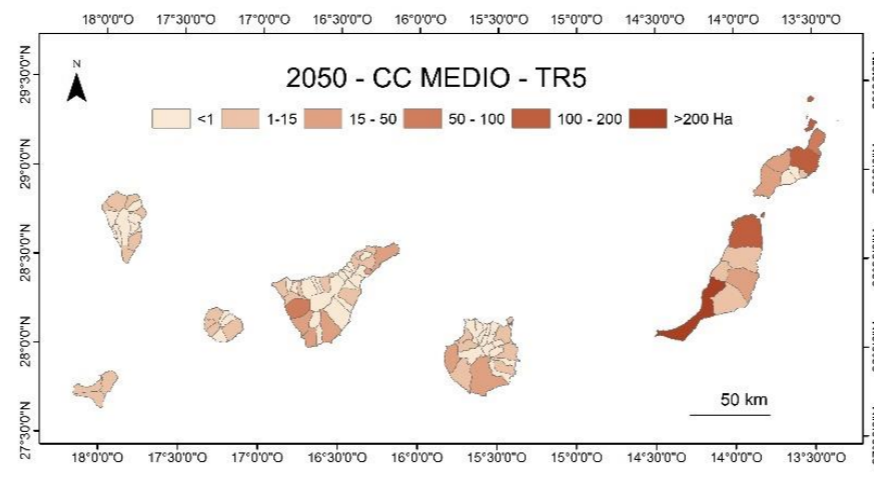 18°0'0"O 17°30'0"O 17°0'0"O 16°30'0"O 16°0'0"O 15°30'0"O 15°0'0"O 14°30'0"O 14°0'0"O 13°30'0"O
N
2050 - CC MEDIO - TR5
<1 1-15 15 - 50 50 - 100 100 - 200 >200 Ha
29°30'0"N
29°0'0"N
28°30'0"N
28°0'0"N
27°30'0"N
50 km
18°0'0"O 17°30'0"O 17°0'0"O 16°30'0"O 16°0'0"O 15°30'0"O 15°0'0"O 14°30'0"O 14°0'0"O 13°30'0"O